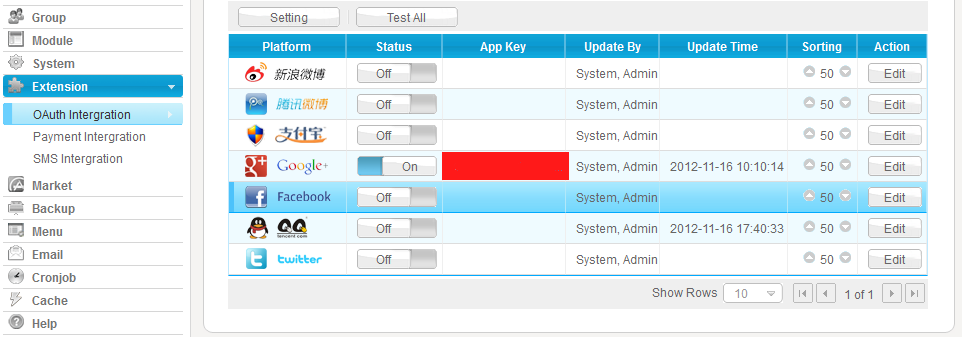 Group
Module
System
Extension
OAuth Intergration
Payment Intergration
SMS Intergration
Market
Backup
Menu
Email
Cronjob
Cache
Help
Setting Test All
Platform Status App Key Update By Update Time Sorting Action
新浪微博 Off System, Admin 50 Edit
腾讯微博 Off System, Admin 50 Edit
支付宝 Off System, Admin 50 Edit
g+ Google+ On System, Admin 2012-11-16 10:10:14 50 Edit
f Facebook Off System, Admin 50 Edit
QQ Off System, Admin 2012-11-16 17:40:33 50 Edit
tencent.com
t twitter Off System, Admin 50 Edit
Show Rows 10 1 of 1